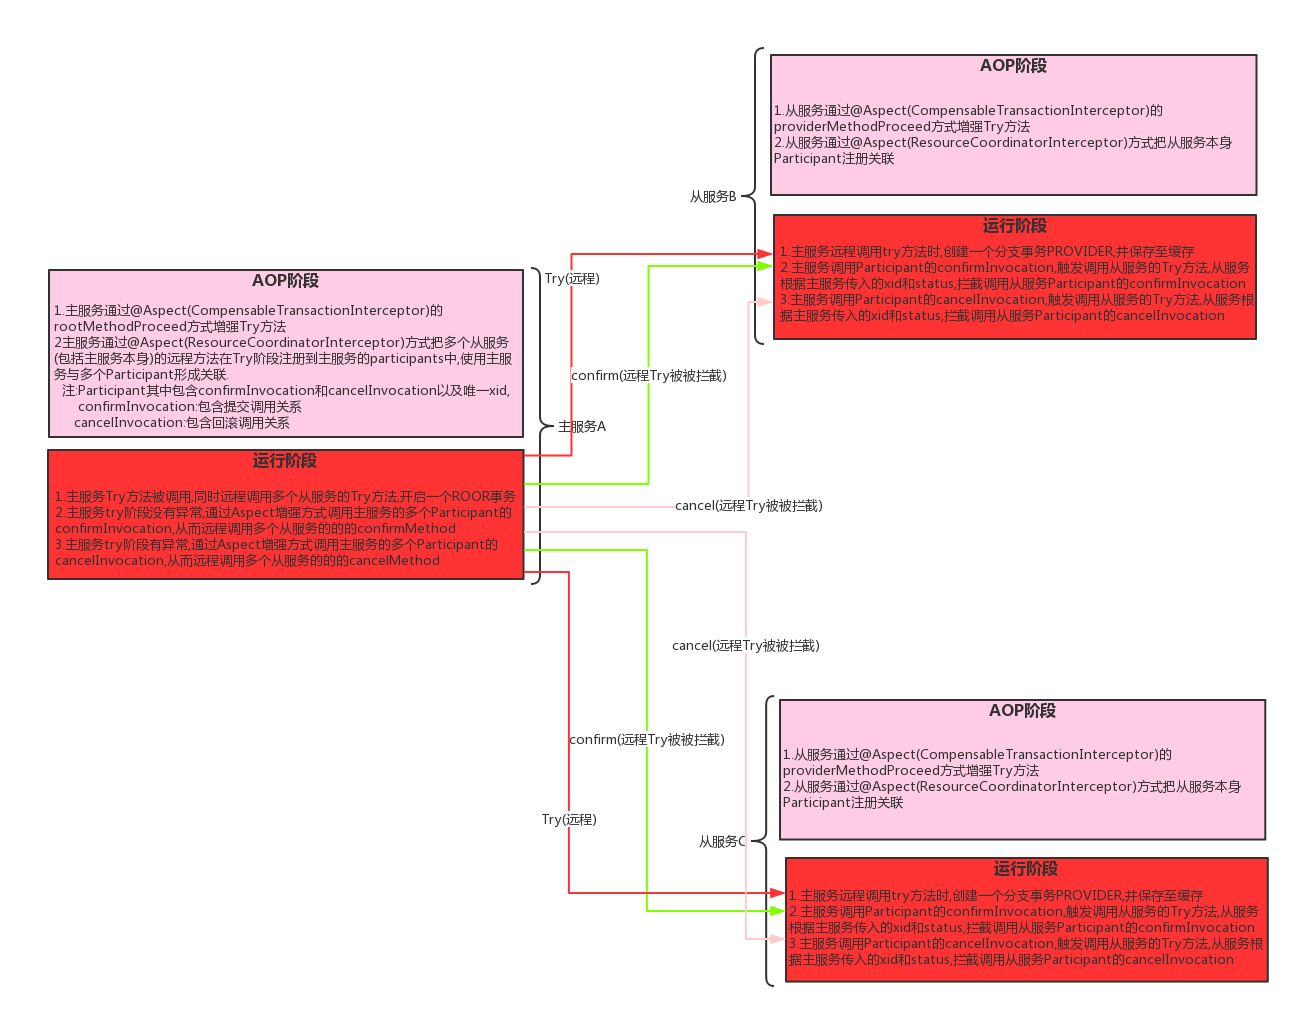 AOP阶段
1.从服务通过@Aspect(CompensableTransactionInterceptor)的
providerMethodProceed方式增强Try方法
2.从服务通过@Aspect(ResourceCoordinatorInterceptor)方式把从服务本身
Participant注册关联
从服务B
运行阶段
1.主服务远程调用try方法时,创建一个分支事务PROVIDER,并保存至缓存
2.主服务调用Participant的confirmInvocation,触发调用从服务的Try方法,从服务
根据主服务传入的xid和status,拦截调用从服务Participant的confirmInvocation
3.主服务调用Participant的cancelInvocation,触发调用从服务的Try方法,从服务根
据主服务传入的xid和status,拦截调用从服务Participant的cancelInvocation
AOP阶段
1.主服务通过@Aspect(CompensableTransactionInterceptor)的
rootMethodProceed方式增强Try方法
2主服务通过@Aspect(ResourceCoordinatorInterceptor)方式把多个从服务
(包括主服务本身)的远程方法在Try阶段注册到主服务的participants中,使用主服
务与多个Participant形成关联.
注:Participant其中包含confirmInvocation和cancelInvocation以及唯一xid,
confirmInvocation:包含提交调用关系
cancelInvocation:包含回滚调用关系
主服务A
运行阶段
1.主服务Try方法被调用,同时远程调用多个从服务的Try方法,开启一个ROOR事务
2.主服务try阶段没有异常,通过Aspect增强方式调用主服务的多个Participant的
confirmInvocation,从而远程调用多个从服务的的的confirmMethod
3.主服务try阶段有异常,通过Aspect增强方式调用主服务的多个Participant的
cancelInvocation,从而远程调用多个从服务的的的cancelMethod
Try(远程)
confirm(远程Try被被拦截)
cancel(远程Try被被拦截)
cancel(远程Try被被拦截)
confirm(远程Try被被拦截)
Try(远程)
AOP阶段
1.从服务通过@Aspect(CompensableTransactionInterceptor)的
providerMethodProceed方式增强Try方法
2.从服务通过@Aspect(ResourceCoordinatorInterceptor)方式把从服务本身
Participant注册关联
从服务C
运行阶段
1.主服务远程调用try方法时,创建一个分支事务PROVIDER,并保存至缓存
2.主服务调用Participant的confirmInvocation,触发调用从服务的Try方法,从服务
根据主服务传入的xid和status,拦截调用从服务Participant的confirmInvocation
3.主服务调用Participant的cancelInvocation,触发调用从服务的Try方法,从服务根
据主服务传入的xid和status,拦截调用从服务Participant的cancelInvocation